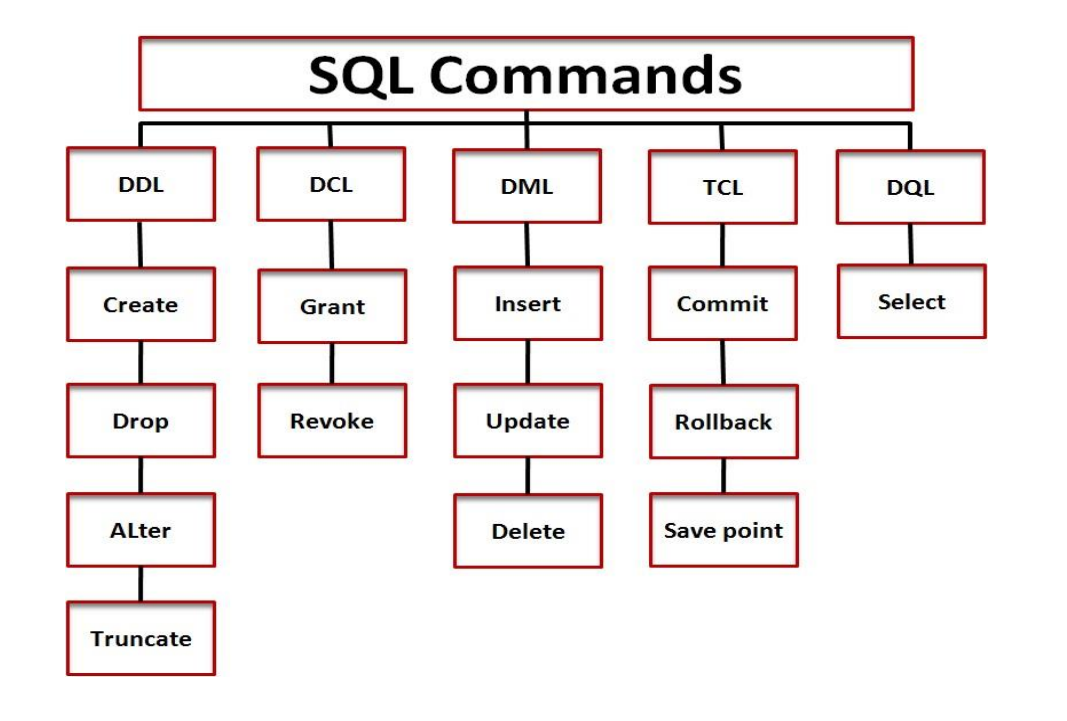 SQL Commands
DDL
DCL
DML
TCL
DQL
Create
Grant
Insert
Commit
Select
Drop
Revoke
Update
Rollback
ALter
Delete
Save point
Truncate